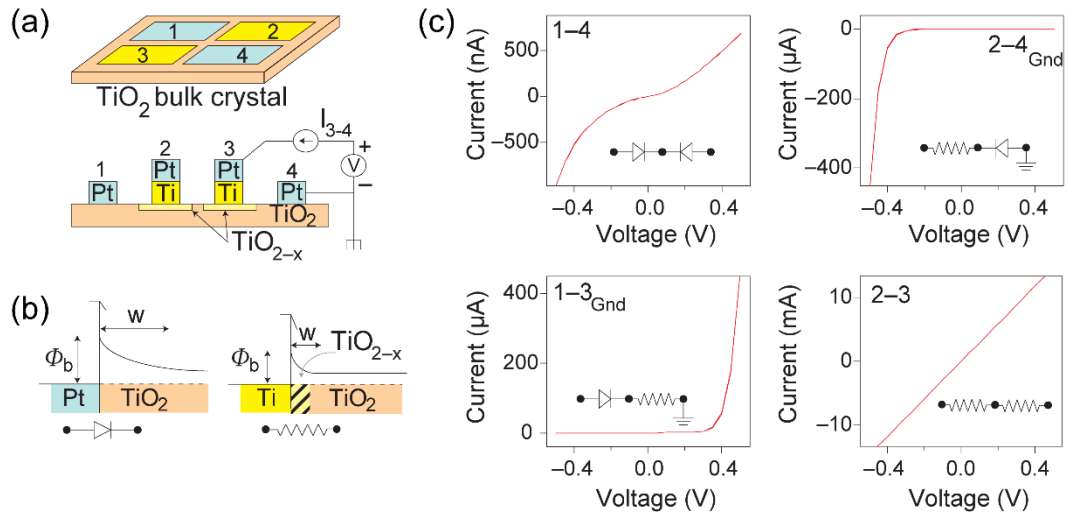 (a)
1
2
3
4
TiO2 bulk crystal
I3-4
+
V
−
1
2
3
4
Pt
Pt
Pt
Pt
Ti
Ti
TiO2
TiO2–x
(b)
w
Φb
Pt
TiO2
w
Φb
TiO2–x
Ti
TiO2
(c)
1–4
Current (nA)
500
0
−500
−0.4
0.0
0.4
Voltage (V)
2–4Gnd
Current (µA)
0
−200
−400
−0.4
0.0
0.4
Voltage (V)
1–3Gnd
Current (µA)
400
200
0
−0.4
0.0
0.4
Voltage (V)
2–3
Current (mA)
10
0
−10
−0.4
0.0
0.4
Voltage (V)